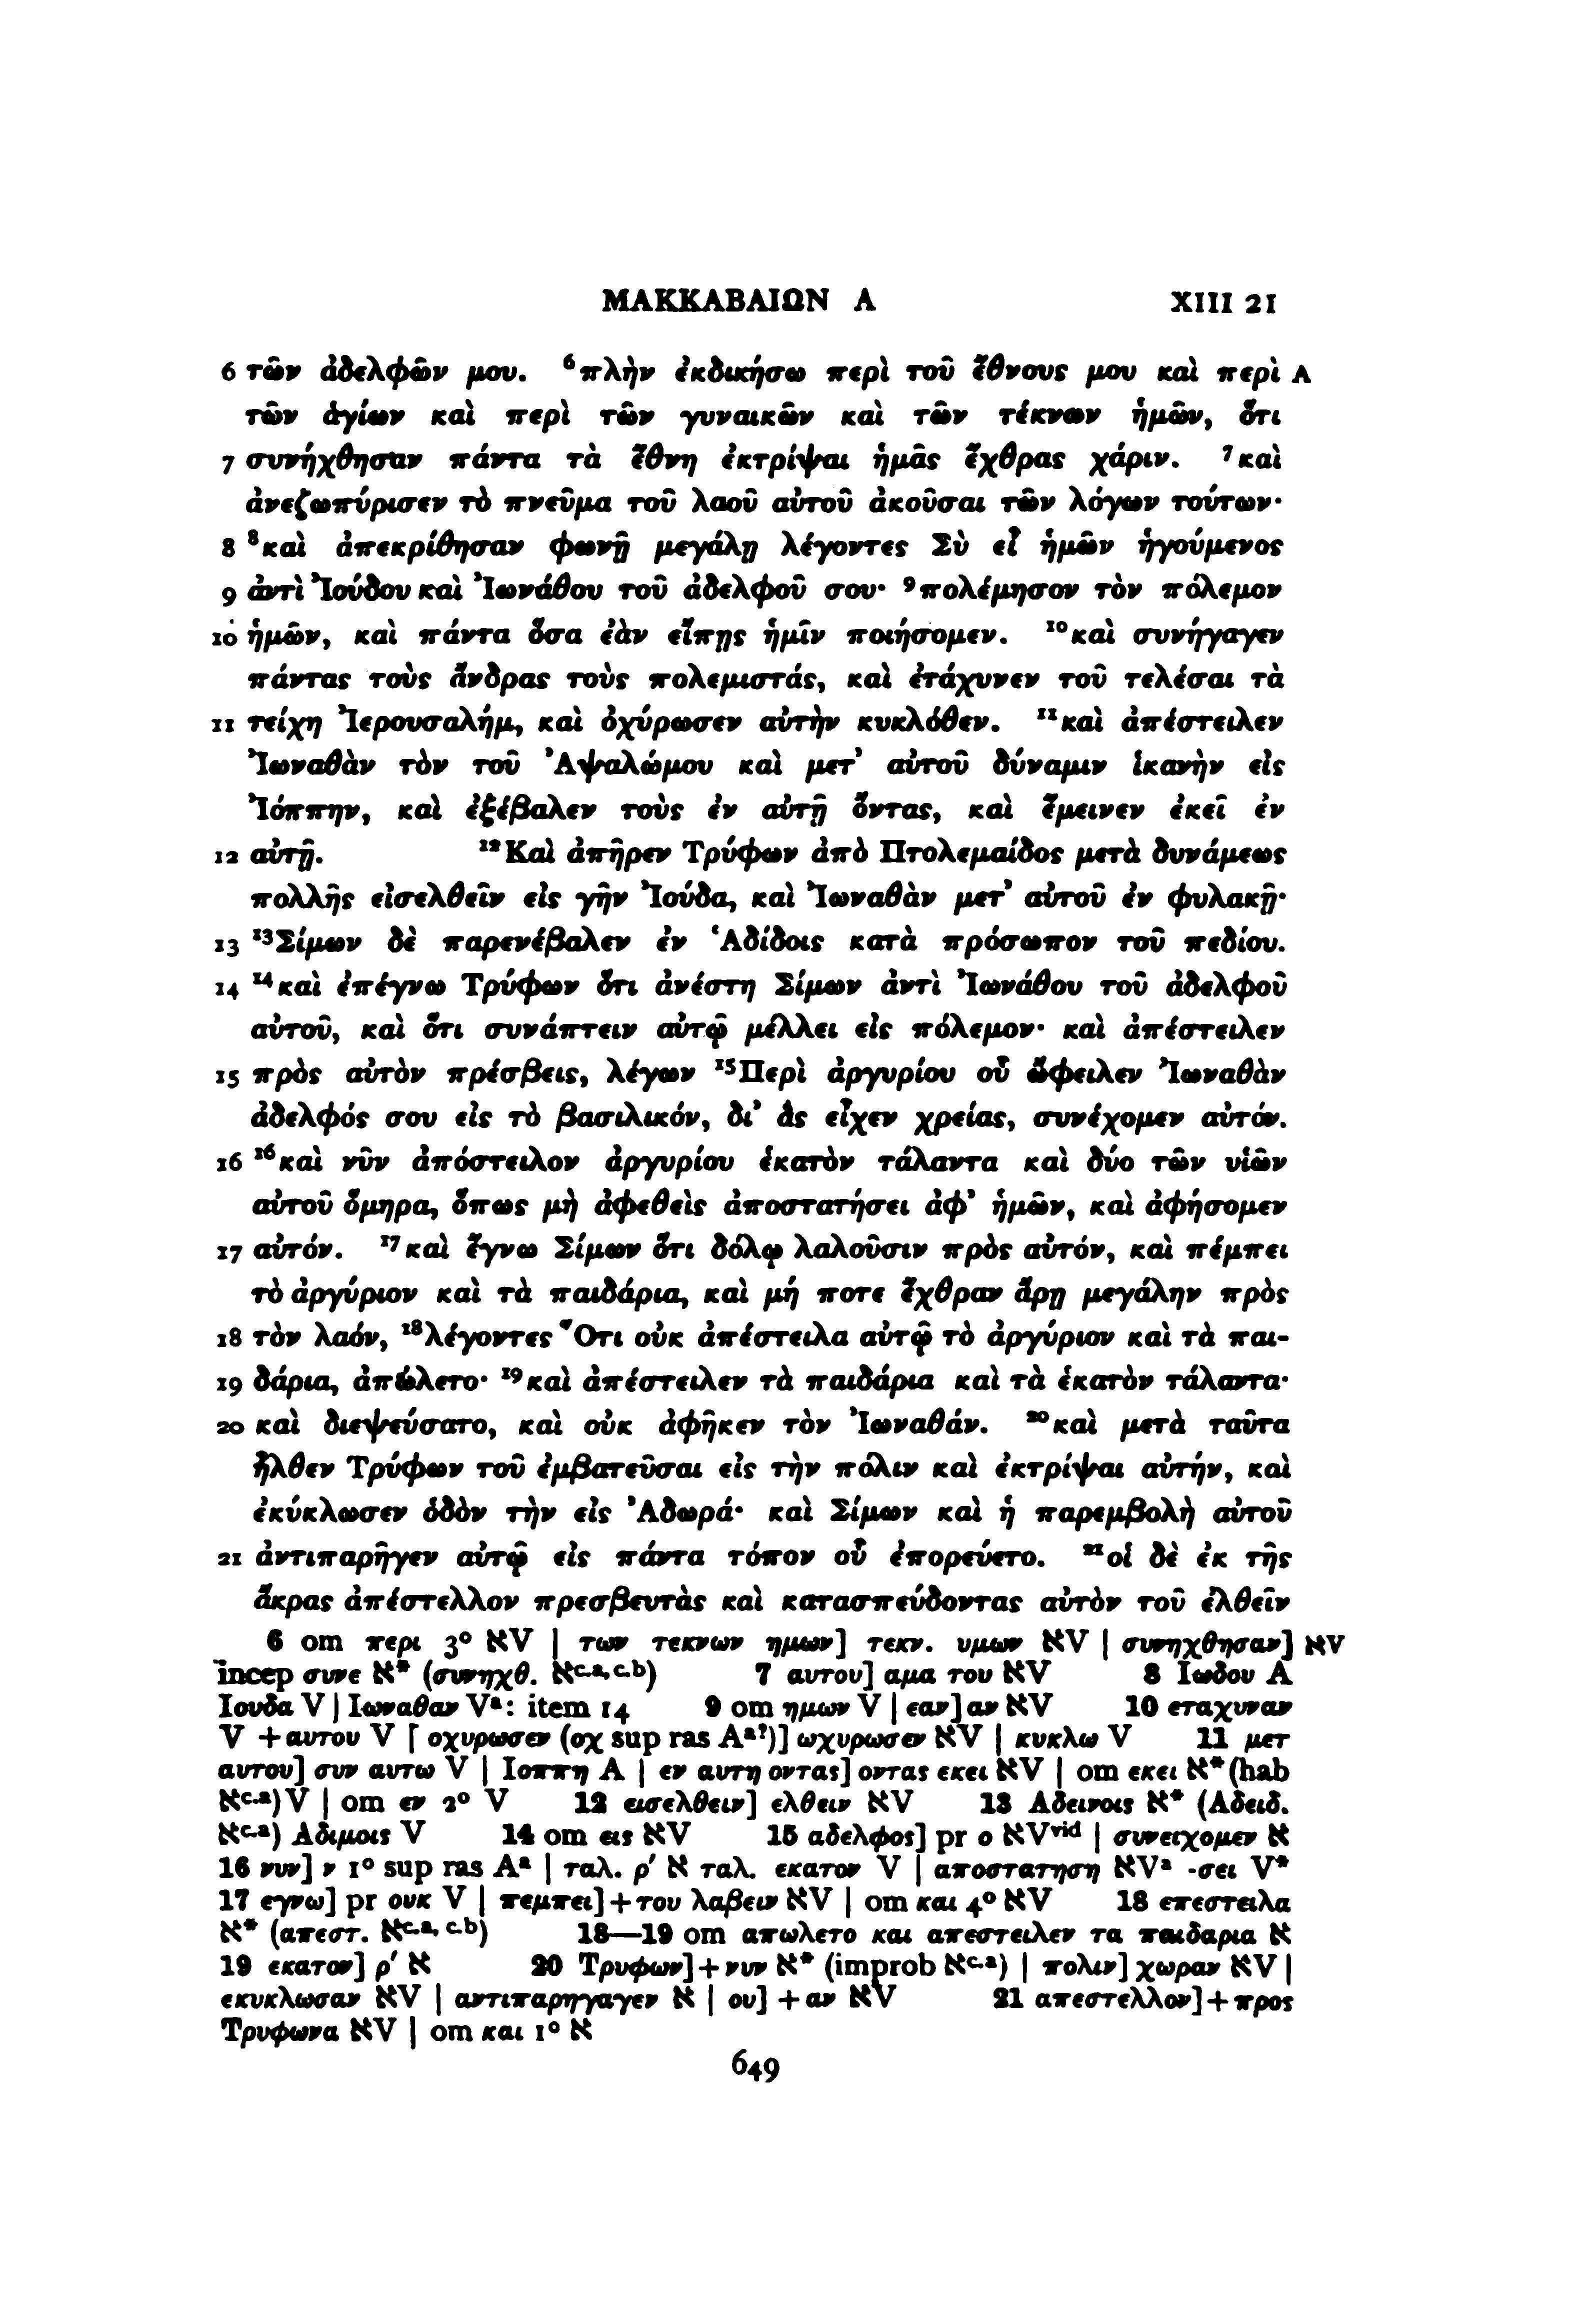 ΜΑΚΚΑΒΑΙΩΝ Α XIII 21
6 τῶν ἀδελφῶν μου. ⁶πλὴν ἐκδικήσω περὶ τοῦ ἔθνους μου καὶ περὶ A
τῶν ἁγίων καὶ περὶ τῶν γυναικῶν καὶ τῶν τέκνων ἡμῶν, ὅτι
7 συνήχθησαν πάντα τὰ ἔθνη ἐκτρίψαι ἡμᾶς ἔχθρας χάριν. ⁷καὶ
ἀνεζωπύρισεν τὸ πνεῦμα τοῦ λαοῦ αὐτοῦ ἀκοῦσαι τῶν λόγων τούτων·
8 ⁸καὶ ἀπεκρίθησαν φωνῇ μεγάλῃ λέγοντες Σὺ εἶ ἡμῶν ἡγούμενος
9 ἀντὶ Ἰούδου καὶ Ἰωνάθου τοῦ ἀδελφοῦ σου· ⁹πολέμησον τὸν πόλεμον
10 ἡμῶν, καὶ πάντα ὅσα ἐὰν εἴπῃς ἡμῖν ποιήσομεν. ¹⁰καὶ συνήγαγεν
πάντας τοὺς ἄνδρας τοὺς πολεμιστάς, καὶ ἐτάχυνεν τοῦ τελέσαι τὰ
11 τείχη Ἰερουσαλήμ, καὶ ὀχύρωσεν αὐτὴν κυκλόθεν. ¹¹καὶ ἀπέστειλεν
Ἰωναθὰν τὸν τοῦ Ἀψαλώμου καὶ μετ’ αὐτοῦ δύναμιν ἱκανὴν εἰς
Ἰόππην, καὶ ἐξέβαλεν τοὺς ἐν αὐτῇ ὄντας, καὶ ἔμεινεν ἐκεῖ ἐν
12 αὐτῇ. ¹²Καὶ ἀπῆρεν Τρύφων ἀπὸ Πτολεμαίδος μετὰ δυνάμεως
πολλῆς εἰσελθεῖν εἰς γῆν Ἰούδα, καὶ Ἰωναθὰν μετ’ αὐτοῦ ἐν φυλακῇ·
13 ¹³Σίμων δὲ παρενέβαλεν ἐν Ἀδίδοις κατὰ πρόσωπον τοῦ πεδίου.
14 ¹⁴καὶ ἐπέγνω Τρύφων ὅτι ἀνέστη Σίμων ἀντὶ Ἰωνάθου τοῦ ἀδελφοῦ
αὐτοῦ, καὶ ὅτι συνάπτειν αὐτῷ μέλλει εἰς πόλεμον· καὶ ἀπέστειλεν
15 πρὸς αὐτὸν πρέσβεις, λέγων ¹⁵Περὶ ἀργυρίου οὗ ὤφειλεν Ἰωναθὰν
ἀδελφός σου εἰς τὸ βασιλικόν, δι’ ἃς εἶχεν χρείας, συνέχομεν αὐτόν.
16 ¹⁶καὶ νῦν ἀπόστειλον ἀργυρίου ἑκατὸν τάλαντα καὶ δύο τῶν υἱῶν
αὐτοῦ ὅμηρα, ὅπως μὴ ἀφεθεὶς ἀποστατήσει ἀφ’ ἡμῶν, καὶ ἀφήσομεν
17 αὐτόν. ¹⁷καὶ ἔγνω Σίμων ὅτι δόλῳ λαλοῦσιν πρὸς αὐτόν, καὶ πέμπει
τὸ ἀργύριον καὶ τὰ παιδάρια, καὶ μή ποτε ἔχθραν ἄρῃ μεγάλην πρὸς
18 τὸν λαόν, ¹⁸λέγοντες Ὅτι οὐκ ἀπέστειλα αὐτῷ τὸ ἀργύριον καὶ τὰ παι-
19 δάρια, ἀπώλετο· ¹⁹καὶ ἀπέστειλεν τὰ παιδάρια καὶ τὰ ἑκατὸν τάλαντα·
20 καὶ διεψεύσατο, καὶ οὐκ ἀφῆκεν τὸν Ἰωναθάν. ²⁰καὶ μετὰ ταῦτα
ἦλθεν Τρύφων τοῦ ἐμβατεῦσαι εἰς τὴν πόλιν καὶ ἐκτρίψαι αὐτήν, καὶ
ἐκύκλωσεν ὁδὸν τὴν εἰς Ἀδωρά· καὶ Σίμων καὶ ἡ παρεμβολὴ αὐτοῦ
21 ἀντιπαρῆγεν αὐτῷ εἰς πάντα τόπον οὗ ἐπορεύετο. ²¹οἱ δὲ ἐκ τῆς
ἄκρας ἀπέστελλον πρεσβευτὰς καὶ κατασπεύδοντας αὐτὸν τοῦ ἐλθεῖν
6 om περι 3° אV | των τεκνων ημων] τεκν. υμων אV | συνηχθησαν] אV
incep συνε א* (συνηχθ. אᶜ·ᵃ, ᶜ·ᵇ) 7 αυτου] αμα του אV 8 Ιωδου A
Ιουδα V | Ιωναθαν Vᵃ: item 14 9 om ημων V | εαν] αν אV 10 εταχυναν
V + αυτου V | οχυρωσεν (οχ sup ras Aᵃ?)] ωχυρωσεν אV | κυκλω V 11 μετ
αυτου] συν αυτω V | Ιοππη A | εν αυτη οντας] οντας εκει אV | om εκει א* (hab
אᶜ·ᵃ) V | om εν 2° V 12 εισελθειν] ελθειν אV 13 Αδεινοις א* (Αδειδ.
אᶜ·ᵃ) Αδιμοις V 14 om εις אV 15 αδελφος] pr ο אVᵛⁱᵈ | συνειχομεν א
16 νυν] ν 1° sup ras Aᵃ | ταλ. ρ′ א ταλ. εκατον V | αποστατηση אVᵃ -σει V*
17 εγνω] pr ουκ V | πεμπει] + του λαβειν אV | om και 4° אV 18 επεστειλα
א* (απεστ. אᶜ·ᵃ, ᶜ·ᵇ) 18—19 om απωλετο και απεστειλεν τα παιδαρια א
19 εκατον] ρ′ א 20 Τρυφων] + νυν א* (improb אᶜ·ᵃ) | πολιν] χωραν אV |
εκυκλωσαν אV | αντιπαρηγαγεν א | ου] + αν אV 21 απεστελλον] + προς
Τρυφωνα אV | om και 1° א
649